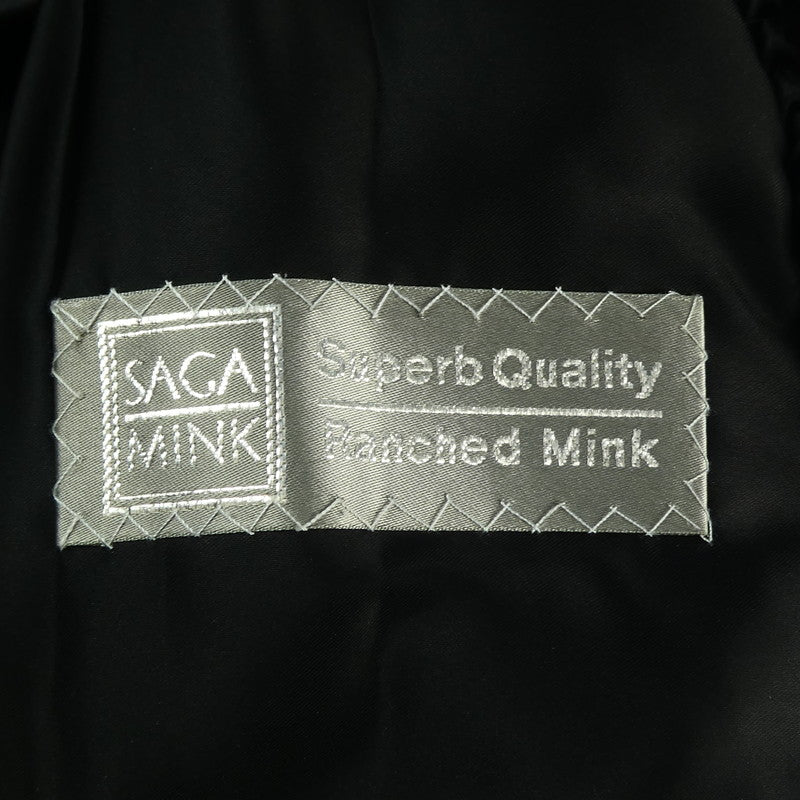 SAGA
MINK
Superb Quality
Ranched Mink